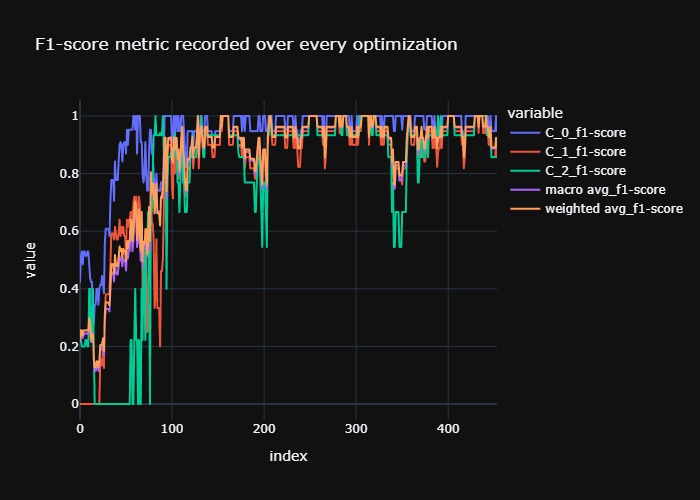 F1-score metric recorded over every optimization
variable
C_0_f1-score
C_1_f1-score
C_2_f1-score
macro avg_f1-score
weighted avg_f1-score
1
0.8
0.6
0.4
0.2
0
value
0 100 200 300 400
index